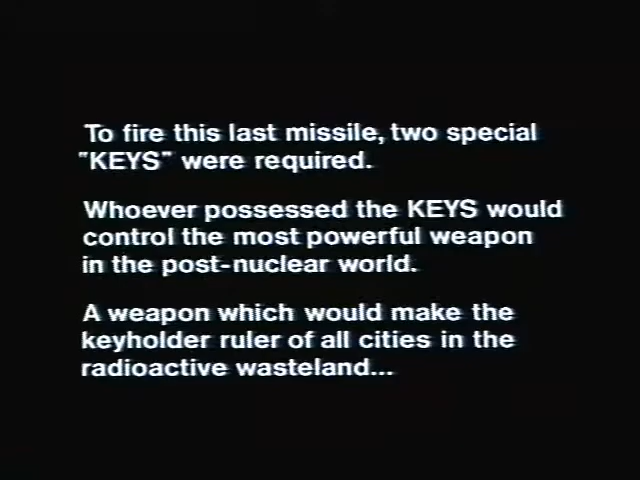 To fire this last missile, two special
"KEYS" were required.
Whoever possessed the KEYS would
control the most powerful weapon
in the post-nuclear world.
A weapon which would make the
keyholder ruler of all cities in the
radioactive wasteland...